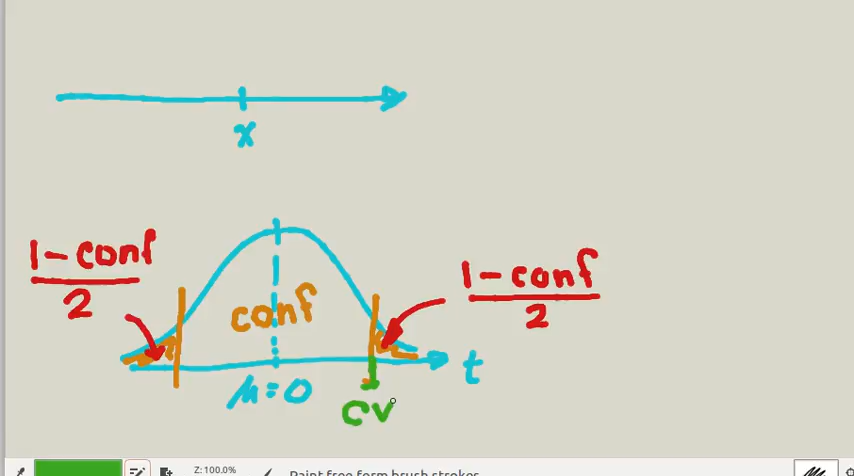 x
1-conf
2
conf
1-conf
2
t
μ=0
cv
Z: 100.0%
Paint free form brush strokes